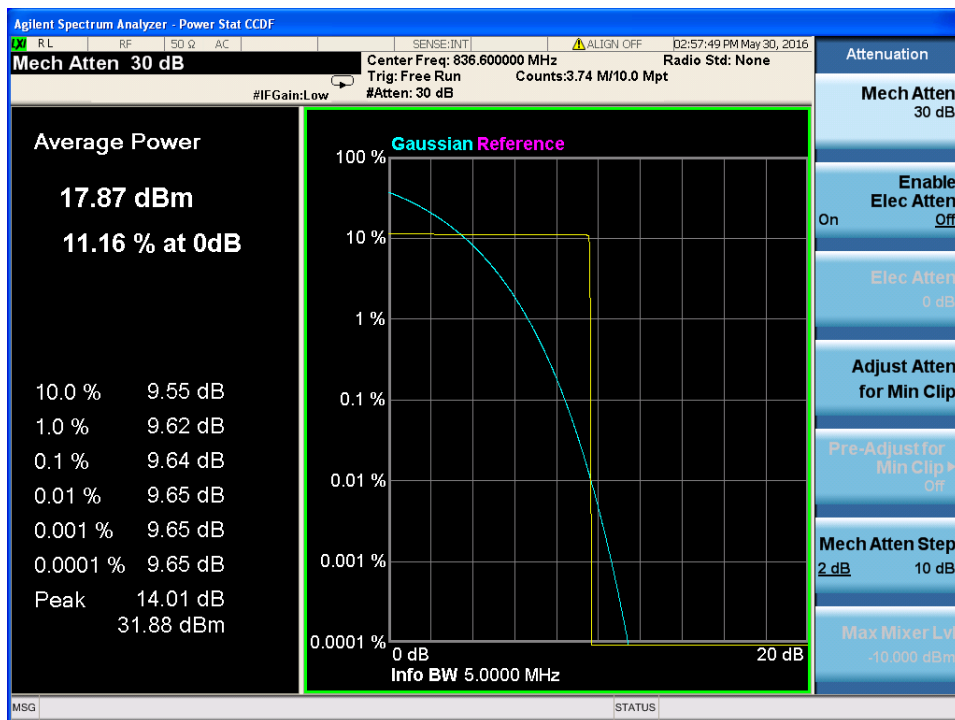 Agilent Spectrum Analyzer - Power Stat CCDF
LXI RL RF 50 Ω AC SENSE:INT ALIGN OFF 02:57:49 PM May 30, 2016
Mech Atten 30 dB
Center Freq: 836.600000 MHz Radio Std: None
Trig: Free Run Counts:3.74 M/10.0 Mpt
#IFGain:Low #Atten: 30 dB
Average Power
17.87 dBm
11.16 % at 0dB
10.0 % 9.55 dB
1.0 % 9.62 dB
0.1 % 9.64 dB
0.01 % 9.65 dB
0.001 % 9.65 dB
0.0001 % 9.65 dB
Peak 14.01 dB
31.88 dBm
Gaussian Reference
100 %
10 %
1 %
0.1 %
0.01 %
0.001 %
0.0001 %
0 dB 20 dB
Info BW 5.0000 MHz
Attenuation
Mech Atten
30 dB
Enable
Elec Atten
On Off
Elec Atten
0 dB
Adjust Atten
for Min Clip
Pre-Adjust for
Min Clip
Off
Mech Atten Step
2 dB 10 dB
Max Mixer Lvl
-10.000 dBm
MSG STATUS